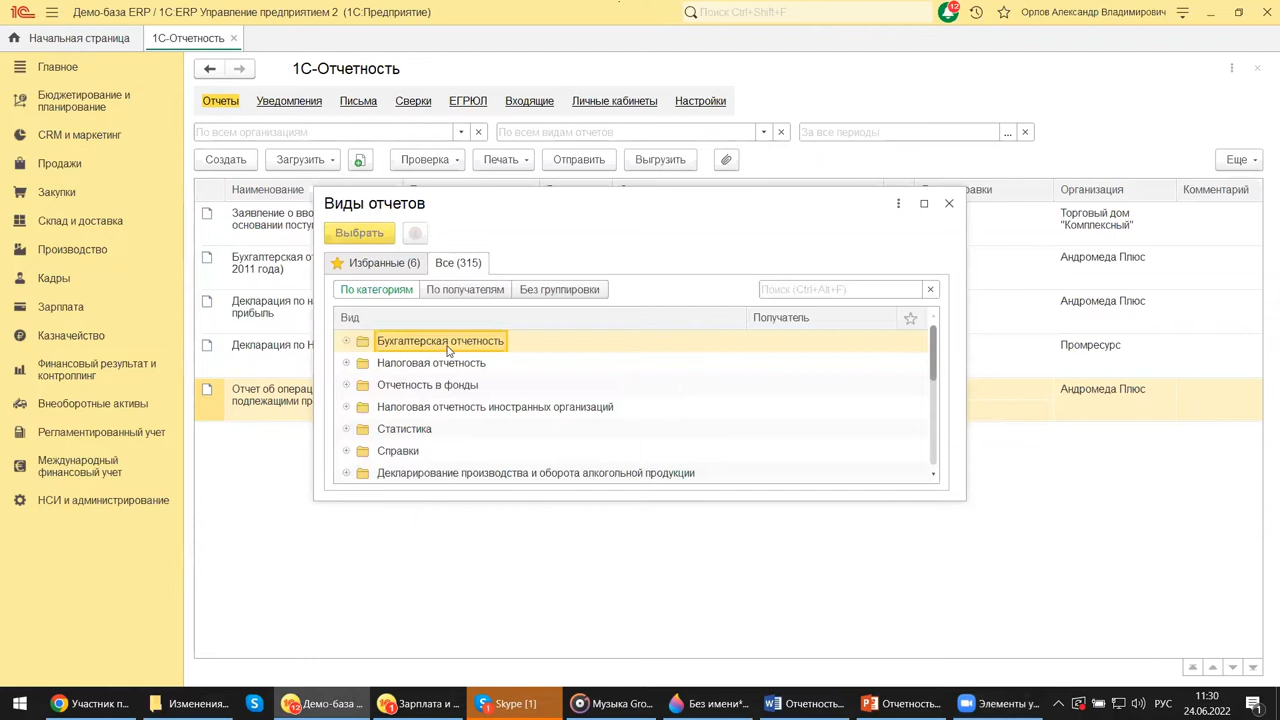 Демо-база ERP / 1С ERP Управление предприятием 2 (1С:Предприятие)
Поиск Ctrl+Shift+F
12
Орлов Александр Владимирович
Начальная страница
1С-Отчетность
Главное
Бюджетирование и
планирование
CRM и маркетинг
Продажи
Закупки
Склад и доставка
Производство
Кадры
Зарплата
Казначейство
Финансовый результат и
контроллинг
Внеоборотные активы
Регламентированный учет
Международный
финансовый учет
НСИ и администрирование
1С-Отчетность
Отчеты Уведомления Письма Сверки ЕГРЮЛ Входящие Личные кабинеты Настройки
По всем организациям По всем видам отчетов За все периоды ...
Создать Загрузить Проверка Печать Отправить Выгрузить Еще
Наименование Организация Комментарий
Заявление о вво
основании посту
Торговый дом
"Комплексный"
Бухгалтерская о
2011 года)
Андромеда Плюс
Декларация по н
прибыль
Андромеда Плюс
Декларация по Н
Промресурс
Отчет об операц
подлежащими пр
Андромеда Плюс
Виды отчетов
Выбрать
Избранные (6) Все (315)
По категориям По получателям Без группировки Поиск (Ctrl+Alt+F)
Вид Получатель
Бухгалтерская отчетность
Налоговая отчетность
Отчетность в фонды
Налоговая отчетность иностранных организаций
Статистика
Справки
Декларирование производства и оборота алкогольной продукции
Участник п... Изменения... Демо-база ... Зарплата и ... Skype [1] Музыка Gro... Без имени*... Отчетность... Отчетность... Элементы у... РУС
11:30
24.06.2022